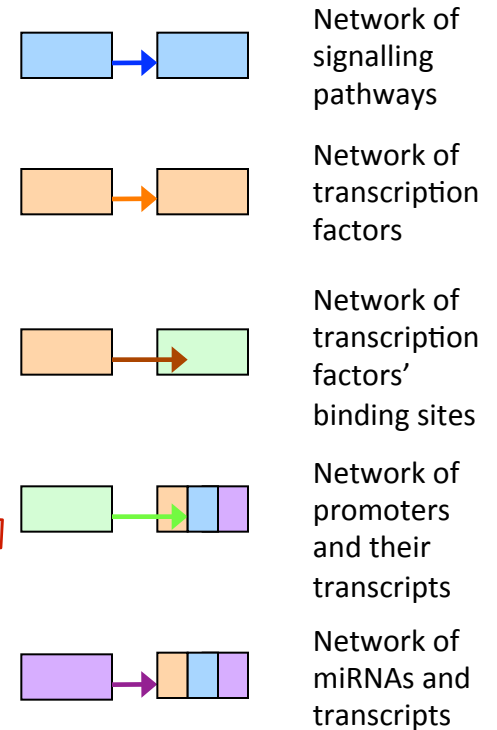 Network of
signalling
pathways
Network of
transcription
factors
Network of
transcription
factors’
binding sites
Network of
promoters
and their
transcripts
Network of
miRNAs and
transcripts